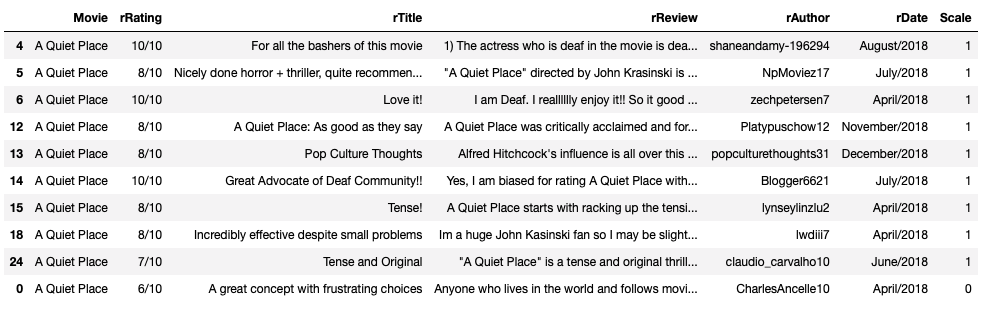 Movie rRating rTitle rReview rAuthor rDate Scale
4 A Quiet Place 10/10 For all the bashers of this movie 1) The actress who is deaf in the movie is dea... shaneandamy-196294 August/2018 1
5 A Quiet Place 8/10 Nicely done horror + thriller, quite recommen... "A Quiet Place" directed by John Krasinski is ... NpMoviez17 July/2018 1
6 A Quiet Place 10/10 Love it! I am Deaf. I realllllly enjoy it!! So it good ... zechpetersen7 April/2018 1
12 A Quiet Place 8/10 A Quiet Place: As good as they say A Quiet Place was critically acclaimed and for... Platypuschow12 November/2018 1
13 A Quiet Place 8/10 Pop Culture Thoughts Alfred Hitchcock's influence is all over this ... popculturethoughts31 December/2018 1
14 A Quiet Place 10/10 Great Advocate of Deaf Community!! Yes, I am biased for rating A Quiet Place with... Blogger6621 July/2018 1
15 A Quiet Place 8/10 Tense! A Quiet Place starts with racking up the tensi... lynseylinzlu2 April/2018 1
18 A Quiet Place 8/10 Incredibly effective despite small problems Im a huge John Kasinski fan so I may be slight... lwdiii7 April/2018 1
24 A Quiet Place 7/10 Tense and Original "A Quiet Place" is a tense and original thrill... claudio_carvalho10 June/2018 1
0 A Quiet Place 6/10 A great concept with frustrating choices Anyone who lives in the world and follows movi... CharlesAncelle10 April/2018 0